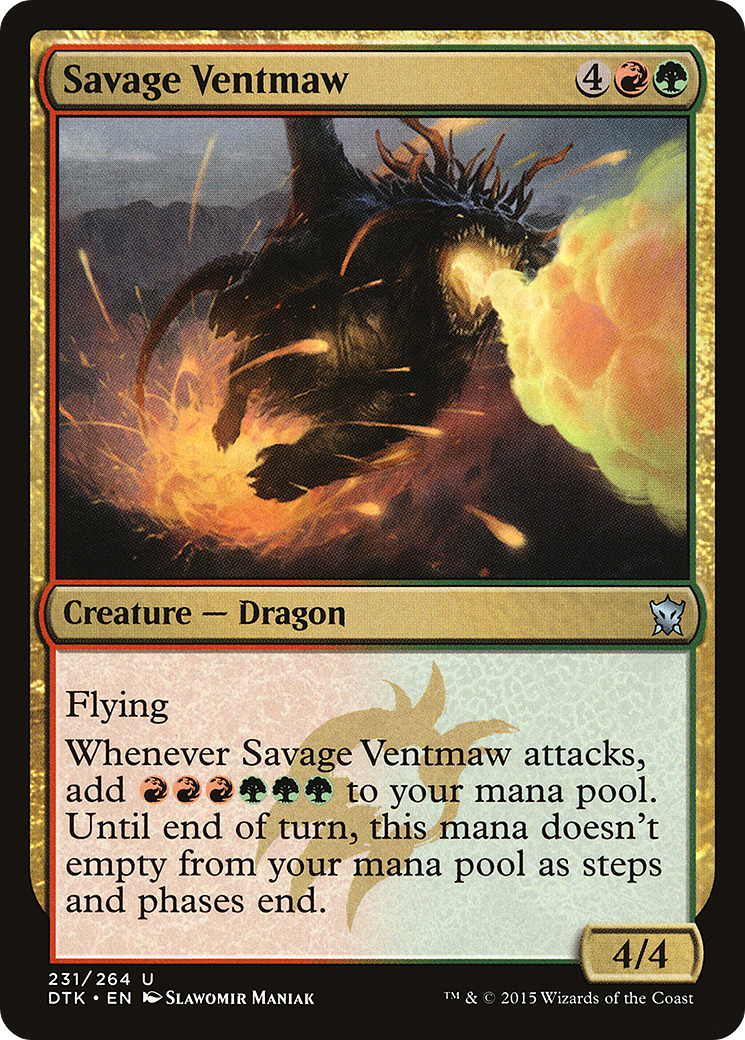 Savage Ventmaw 4
Creature — Dragon
Flying
Whenever Savage Ventmaw attacks,
add to your mana pool.
Until end of turn, this mana doesn't
empty from your mana pool as steps
and phases end.
4/4
231/264 U
DTK • EN Slawomir Maniak
™ & © 2015 Wizards of the Coast